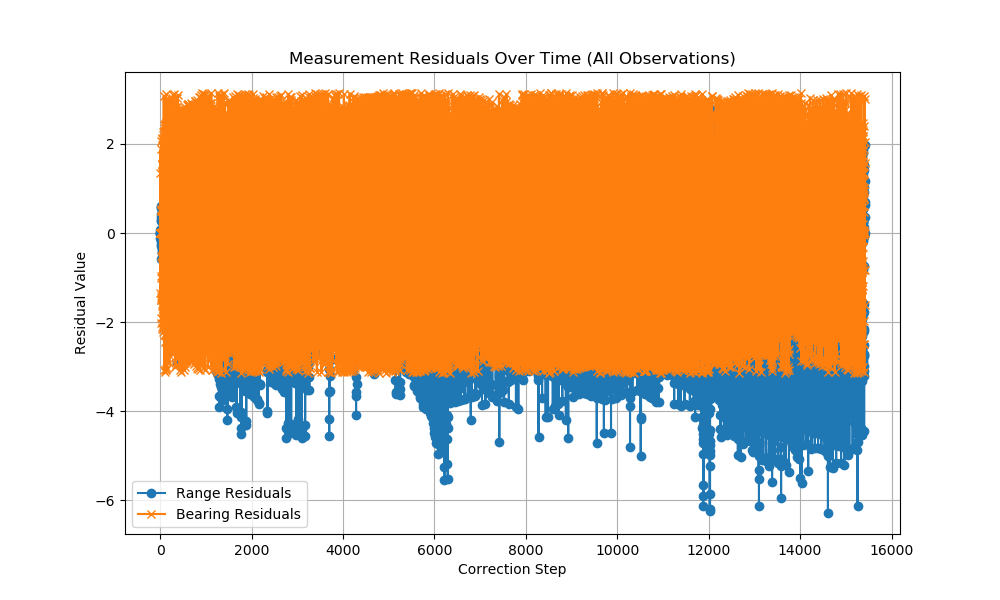 Measurement Residuals Over Time (All Observations)
Residual Value
2
0
−2
−4
−6
Range Residuals
Bearing Residuals
0 2000 4000 6000 8000 10000 12000 14000 16000
Correction Step